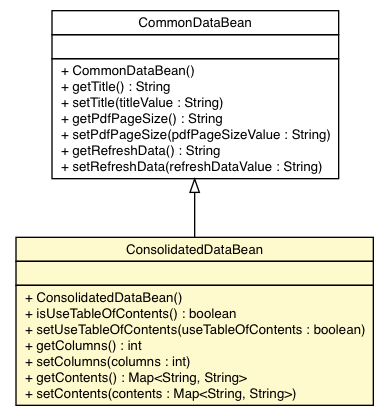 CommonDataBean
+ CommonDataBean()
+ getTitle() : String
+ setTitle(titleValue : String)
+ getPdfPageSize() : String
+ setPdfPageSize(pdfPageSizeValue : String)
+ getRefreshData() : String
+ setRefreshData(refreshDataValue : String)
ConsolidatedDataBean
+ ConsolidatedDataBean()
+ isUseTableOfContents() : boolean
+ setUseTableOfContents(useTableOfContents : boolean)
+ getColumns() : int
+ setColumns(columns : int)
+ getContents() : Map<String, String>
+ setContents(contents : Map<String, String>)